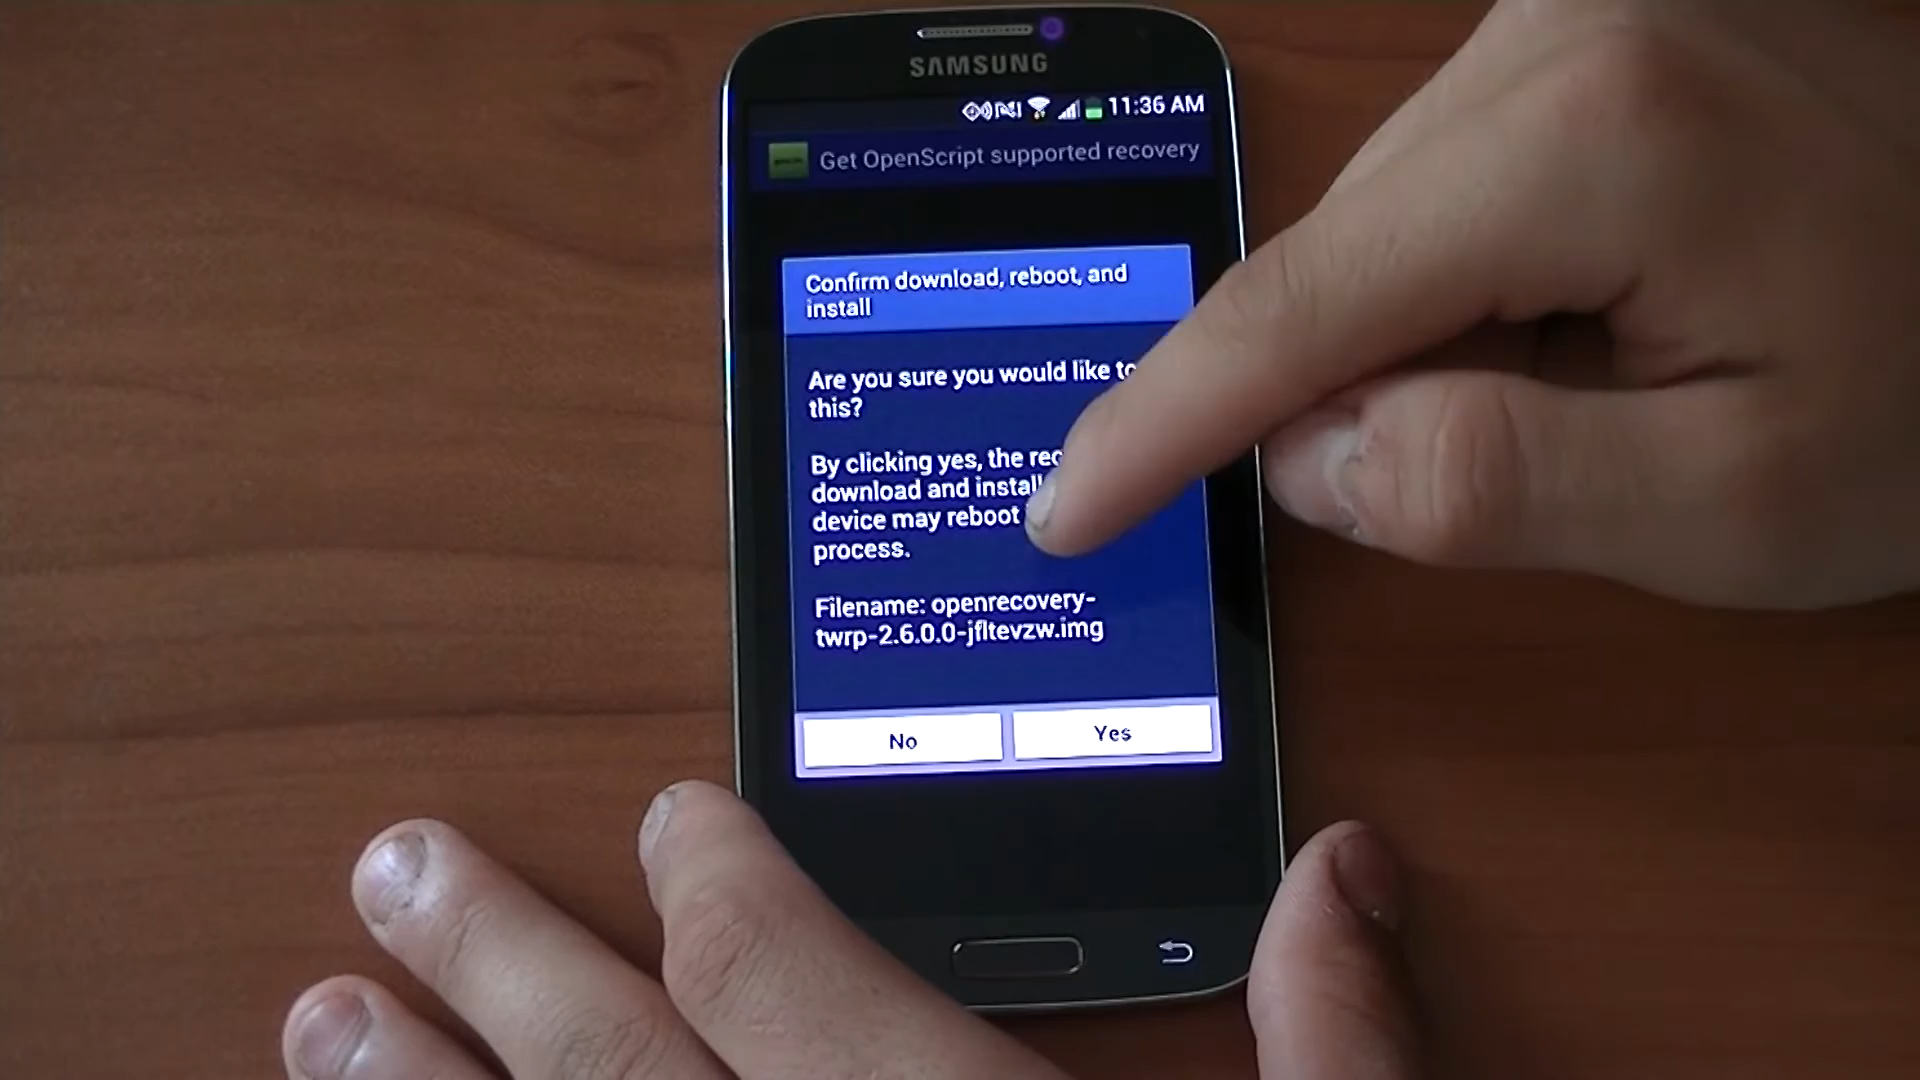 SAMSUNG
11:36 AM
Get OpenScript supported recovery
Confirm download, reboot, and
install
Are you sure you would like
this?
By clicking yes, the
download and install
device may reboot
process.
Filename: openrecovery-
twrp-2.6.0.0-jfltevzw.img
No
Yes